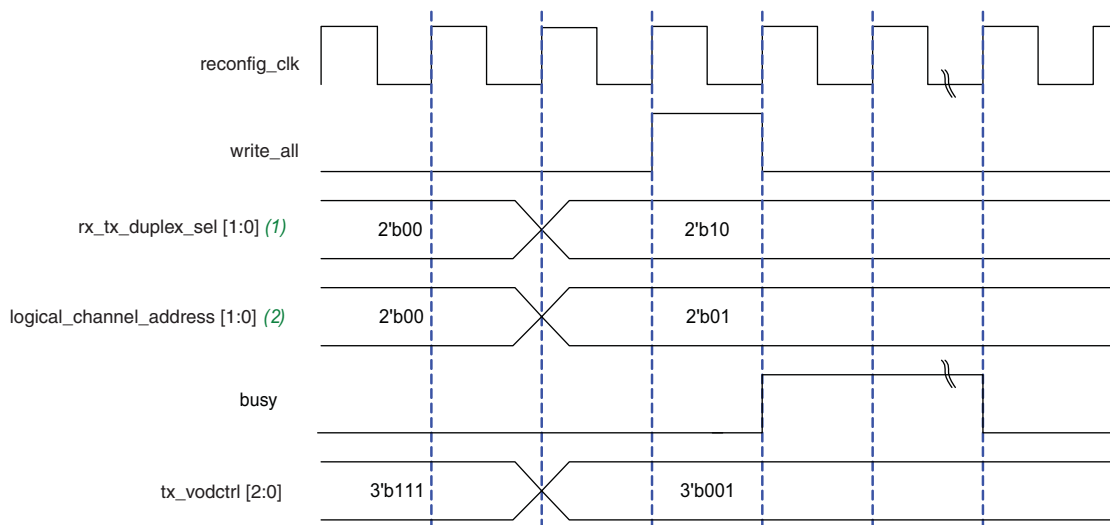 reconfig_clk
write_all
rx_tx_duplex_sel [1:0] (1) 2'b00 2'b10
logical_channel_address [1:0] (2) 2'b00 2'b01
busy
tx_vodctrl [2:0] 3'b111 3'b001